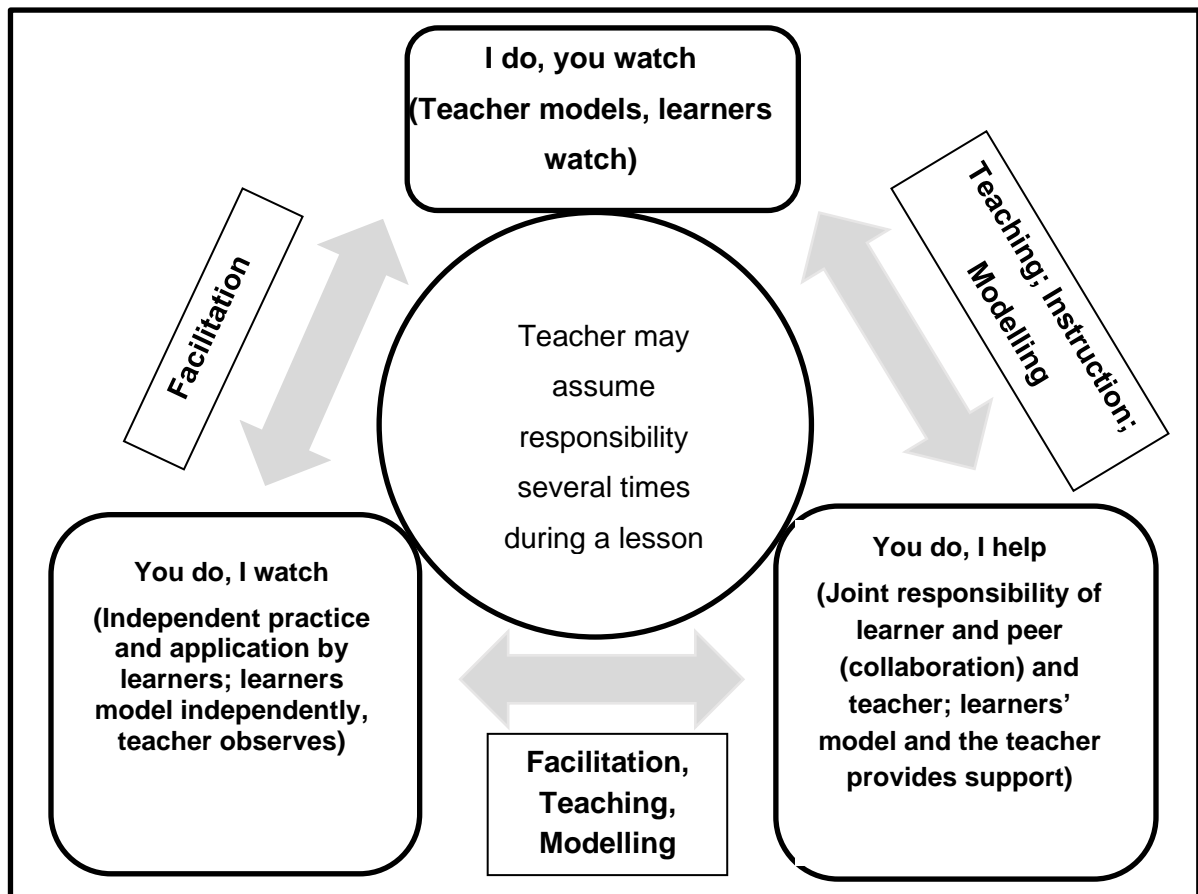 I do, you watch
(Teacher models, learners
watch)
Facilitation
Teaching; Instruction;
Modelling
Teacher may
assume
responsibility
several times
during a lesson
You do, I watch
(Independent practice
and application by
learners; learners
model independently,
teacher observes)
You do, I help
(Joint responsibility of
learner and peer
(collaboration) and
teacher; learners’
model and the teacher
provides support)
Facilitation,
Teaching,
Modelling